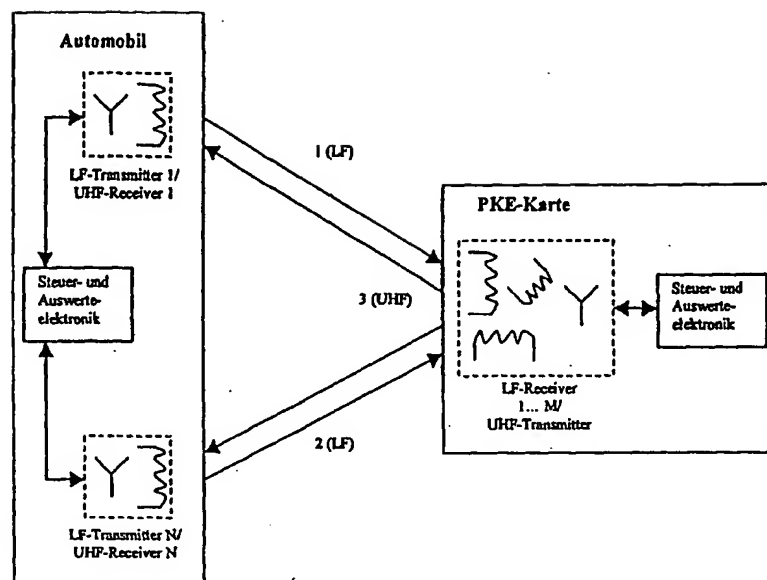 Automobil
LF-Transmitter 1/
UHF-Receiver 1
Steuer- und
Auswerte-
elektronik
LF-Transmitter N/
UHF-Receiver N
1 (LF)
3 (UHF)
2 (LF)
PKE-Karte
LF-Receiver
1... M/
UHF-Transmitter
Steuer- und
Auswerte-
elektronik